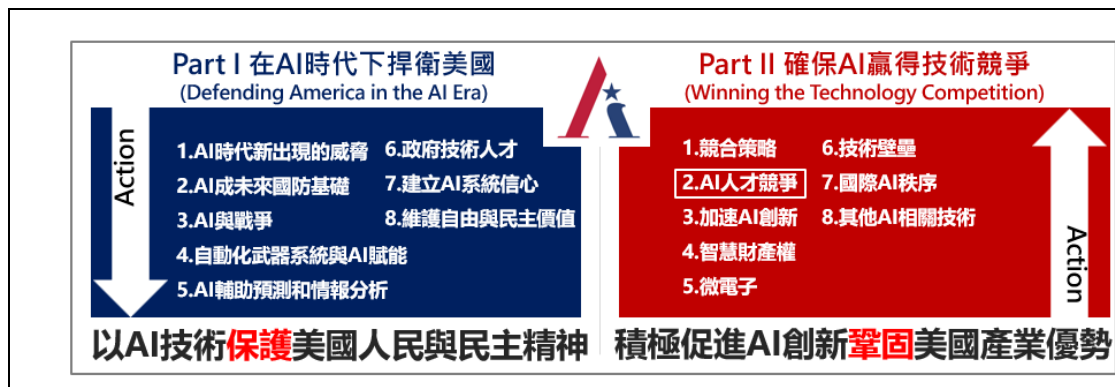 Part I 在AI時代下捍衛美國
(Defending America in the AI Era)
Action
1.AI時代新出現的威脅
2.AI成未來國防基礎
3.AI與戰爭
4.自動化武器系統與AI賦能
5.AI輔助預測和情報分析
6.政府技術人才
7.建立AI系統信心
8.維護自由與民主價值
以AI技術保護美國人民與民主精神
Part II 確保AI贏得技術競爭
(Winning the Technology Competition)
1.競合策略
2.AI人才競爭
3.加速AI創新
4.智慧財產權
5.微電子
6.技術壁壘
7.國際AI秩序
8.其他AI相關技術
Action
積極促進AI創新鞏固美國產業優勢